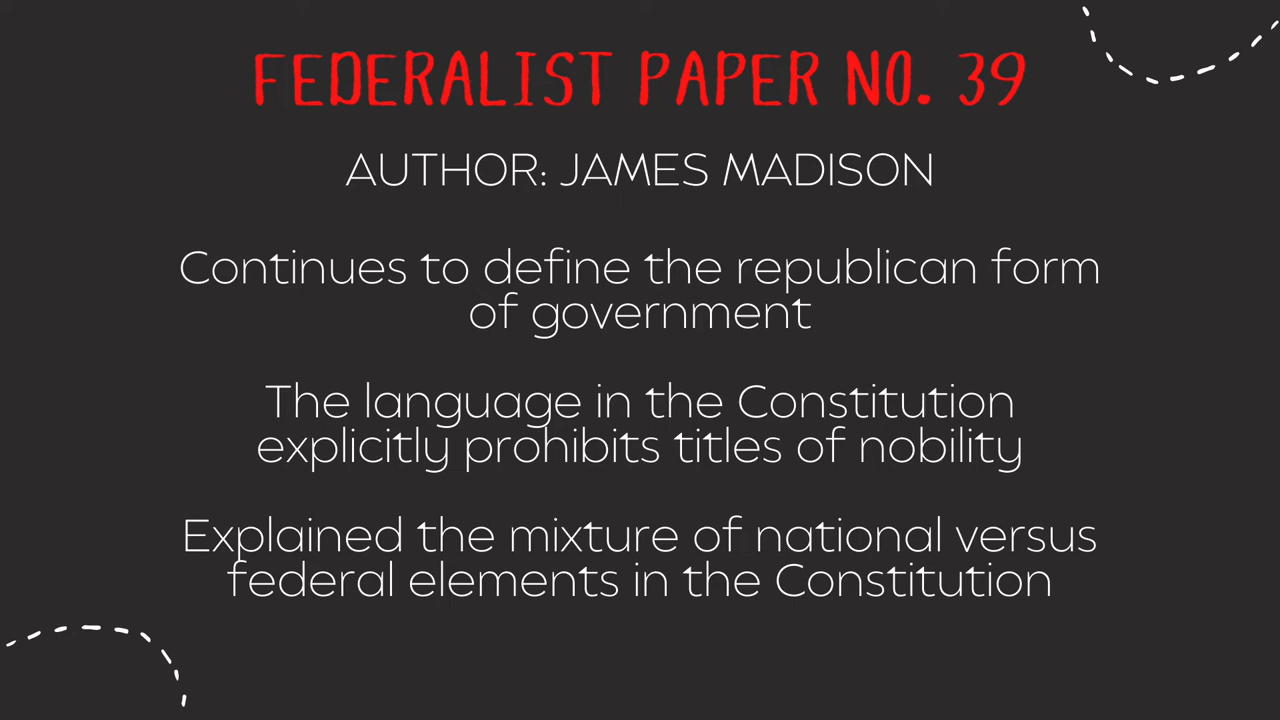 FEDERALIST PAPER NO. 39
AUTHOR: JAMES MADISON
Continues to define the republican form
of government
The language in the Constitution
explicitly prohibits titles of nobility
Explained the mixture of national versus
federal elements in the Constitution